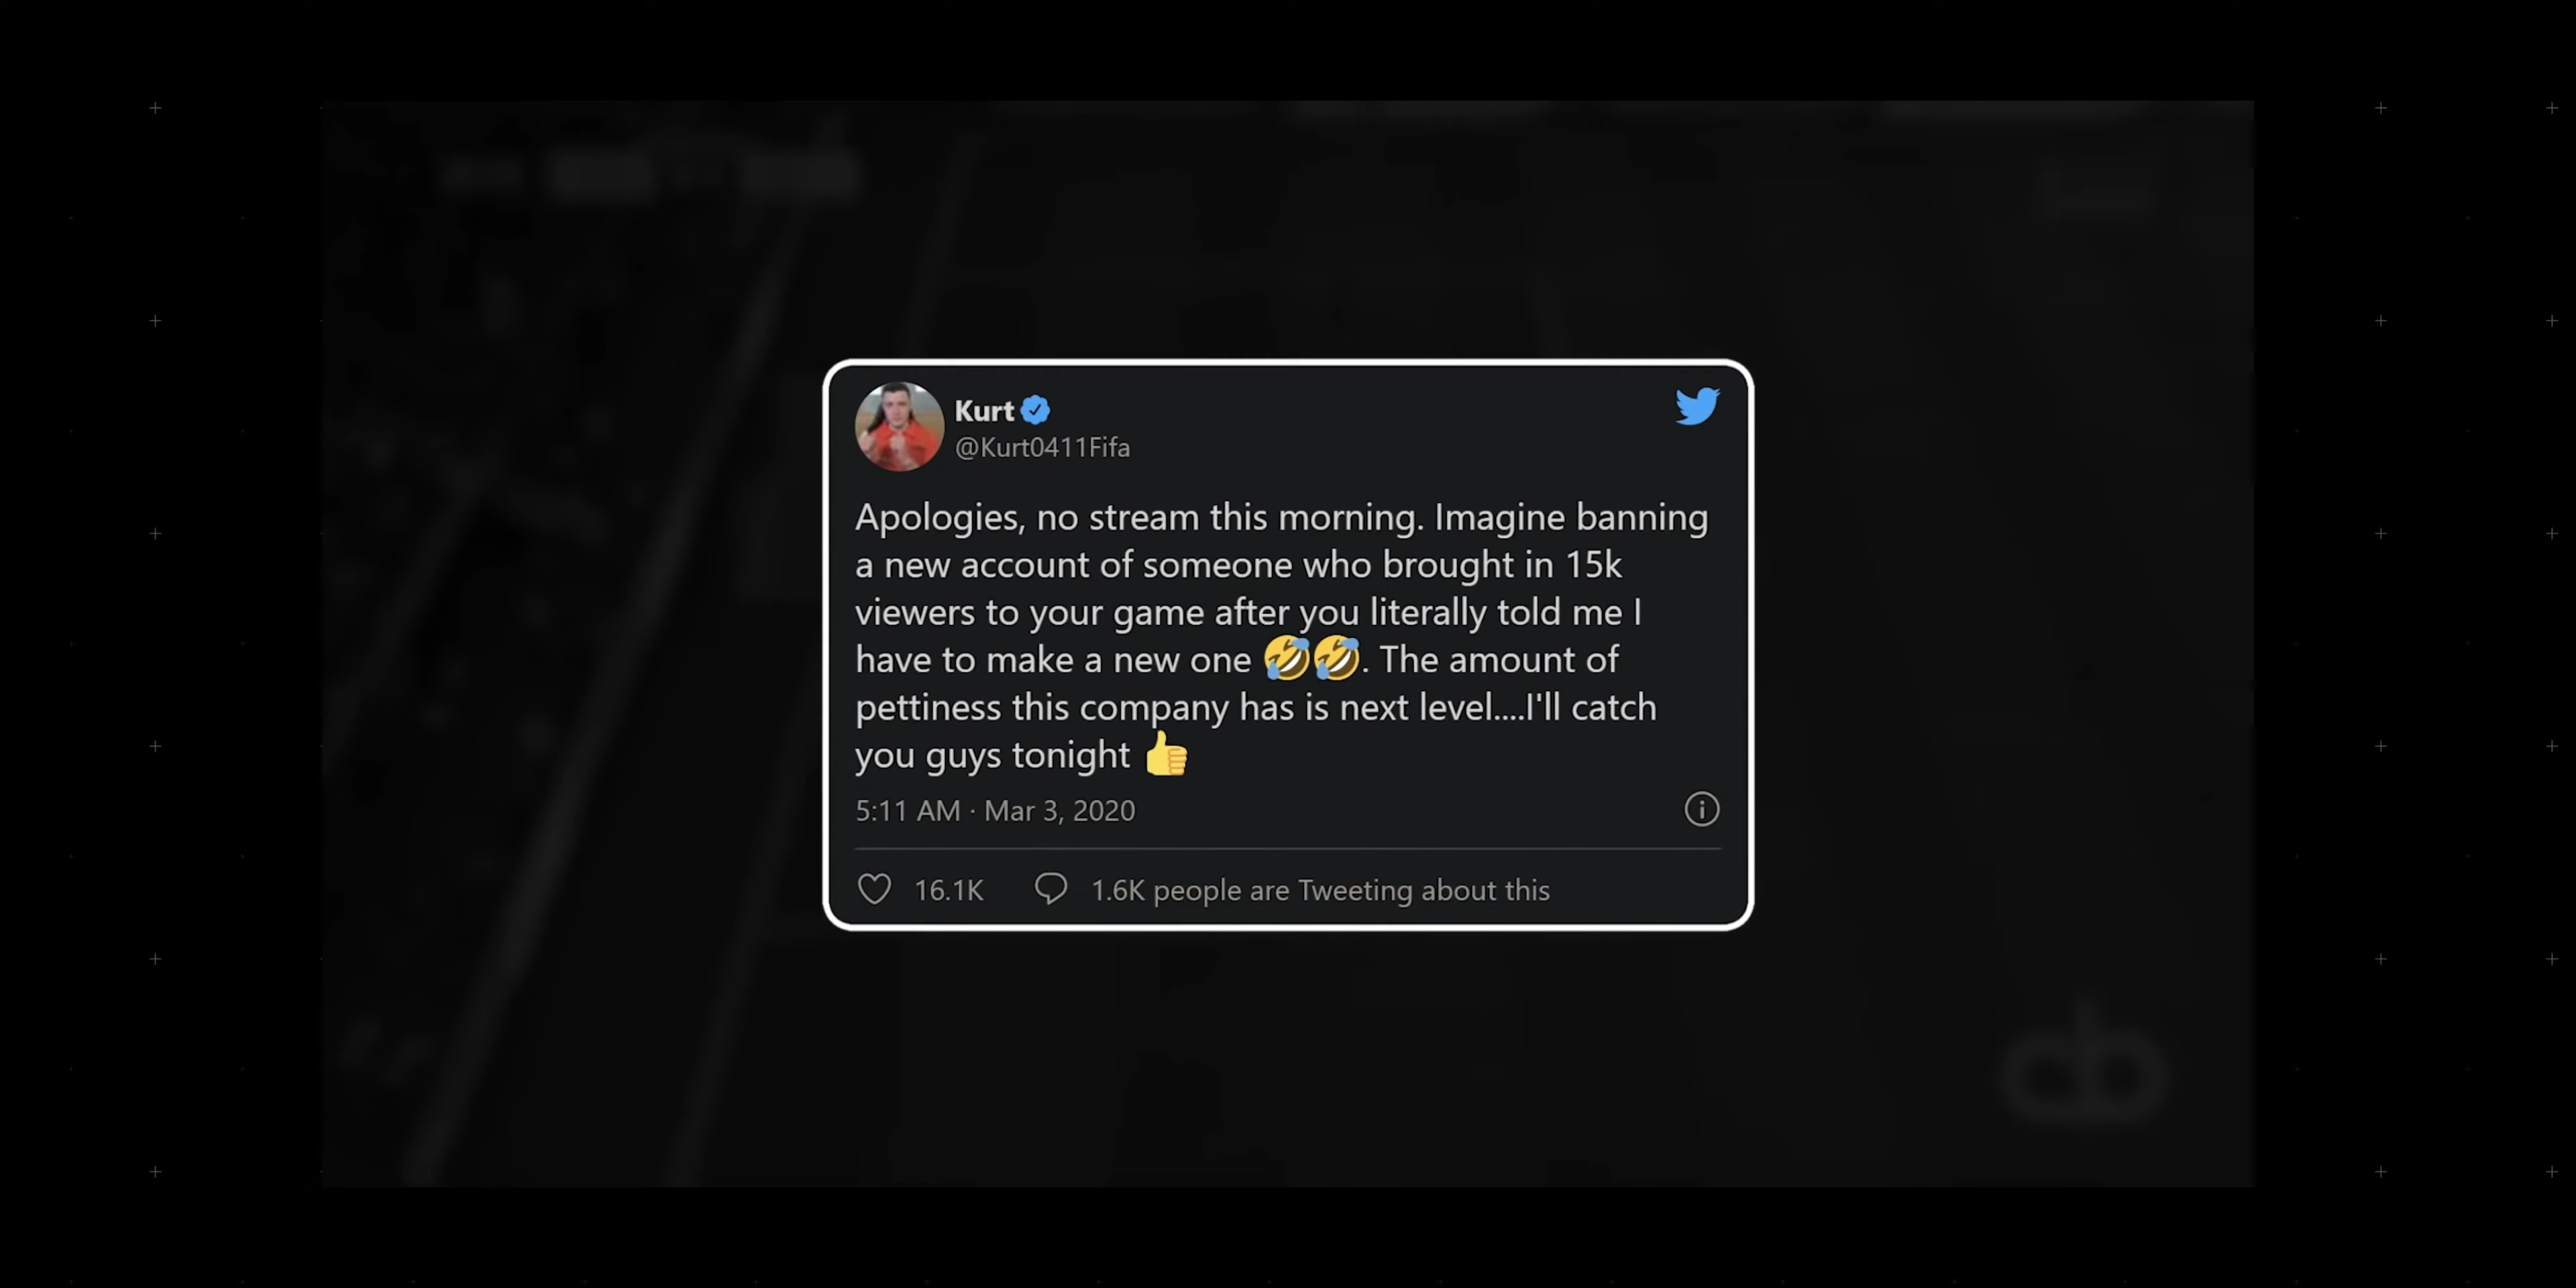 Kurt
@Kurt0411Fifa
Apologies, no stream this morning. Imagine banning
a new account of someone who brought in 15k
viewers to your game after you literally told me I
have to make a new one 🤣🤣. The amount of
pettiness this company has is next level....I'll catch
you guys tonight 👍
5:11 AM · Mar 3, 2020
16.1K 1.6K people are Tweeting about this